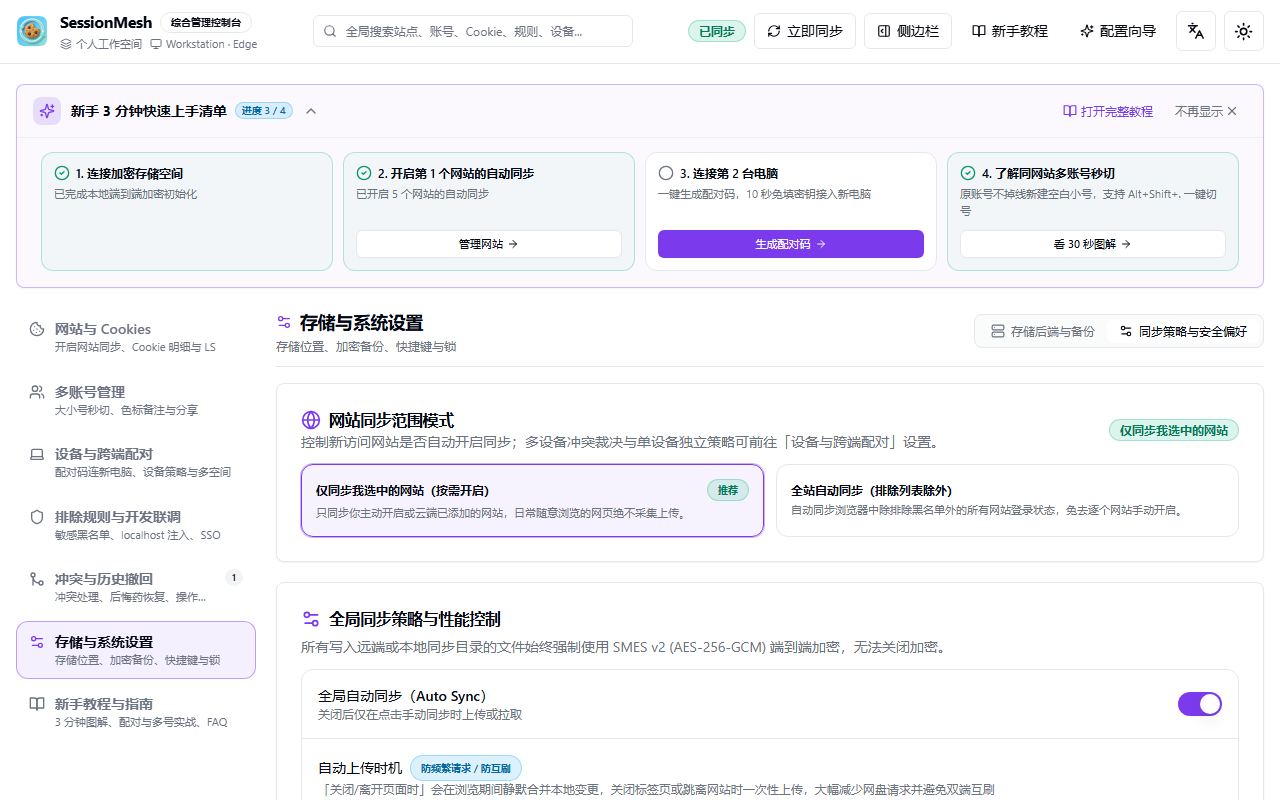 SessionMesh 综合管理控制台
个人工作空间 Workstation · Edge
全局搜索站点、账号、Cookie、规则、设备...
已同步
立即同步
侧边栏
新手教程
配置向导
新手 3 分钟快速上手清单 进度 3 / 4
打开完整教程
不再显示
1. 连接加密存储空间
已完成本地端到端加密初始化
2. 开启第 1 个网站的自动同步
已开启 5 个网站的自动同步
管理网站 →
3. 连接第 2 台电脑
一键生成配对码，10 秒免填密钥接入新电脑
生成配对码 →
4. 了解同网站多账号秒切
原账号不掉线新建空白小号，支持 Alt+Shift+. 一键切
号
看 30 秒图解 →
网站与 Cookies
开启网站同步、Cookie 明细与 LS
多账号管理
大小号秒切、色标备注与分享
设备与跨端配对
配对码连新电脑、设备策略与多空间
排除规则与开发联调
敏感黑名单、localhost 注入、SSO
冲突与历史撤回 1
冲突处理、后悔药恢复、操作...
存储与系统设置
存储位置、加密备份、快捷键与锁
新手教程与指南
3 分钟图解、配对与多号实战、FAQ
存储与系统设置
存储位置、加密备份、快捷键与锁
存储后端与备份
同步策略与安全偏好
网站同步范围模式
控制新访问网站是否自动开启同步；多设备冲突裁决与单设备独立策略可前往「设备与跨端配对」设置。
仅同步我选中的网站
仅同步我选中的网站（按需开启） 推荐
只同步你主动开启或云端已添加的网站，日常随意浏览的网页绝不采集上传。
全站自动同步（排除列表除外）
自动同步浏览器中除排除黑名单外的所有网站登录状态，免去逐个网站手动开启。
全局同步策略与性能控制
所有写入远端或本地同步目录的文件始终强制使用 SMES v2 (AES-256-GCM) 端到端加密，无法关闭加密。
全局自动同步（Auto Sync）
关闭后仅在点击手动同步时上传或拉取
自动上传时机 防频繁请求 / 防互刷
「关闭/离开页面时」会在浏览期间静默合并本地变更，关闭标签页或跳离网站时一次性上传，大幅减少网盘请求并避免双端互刷